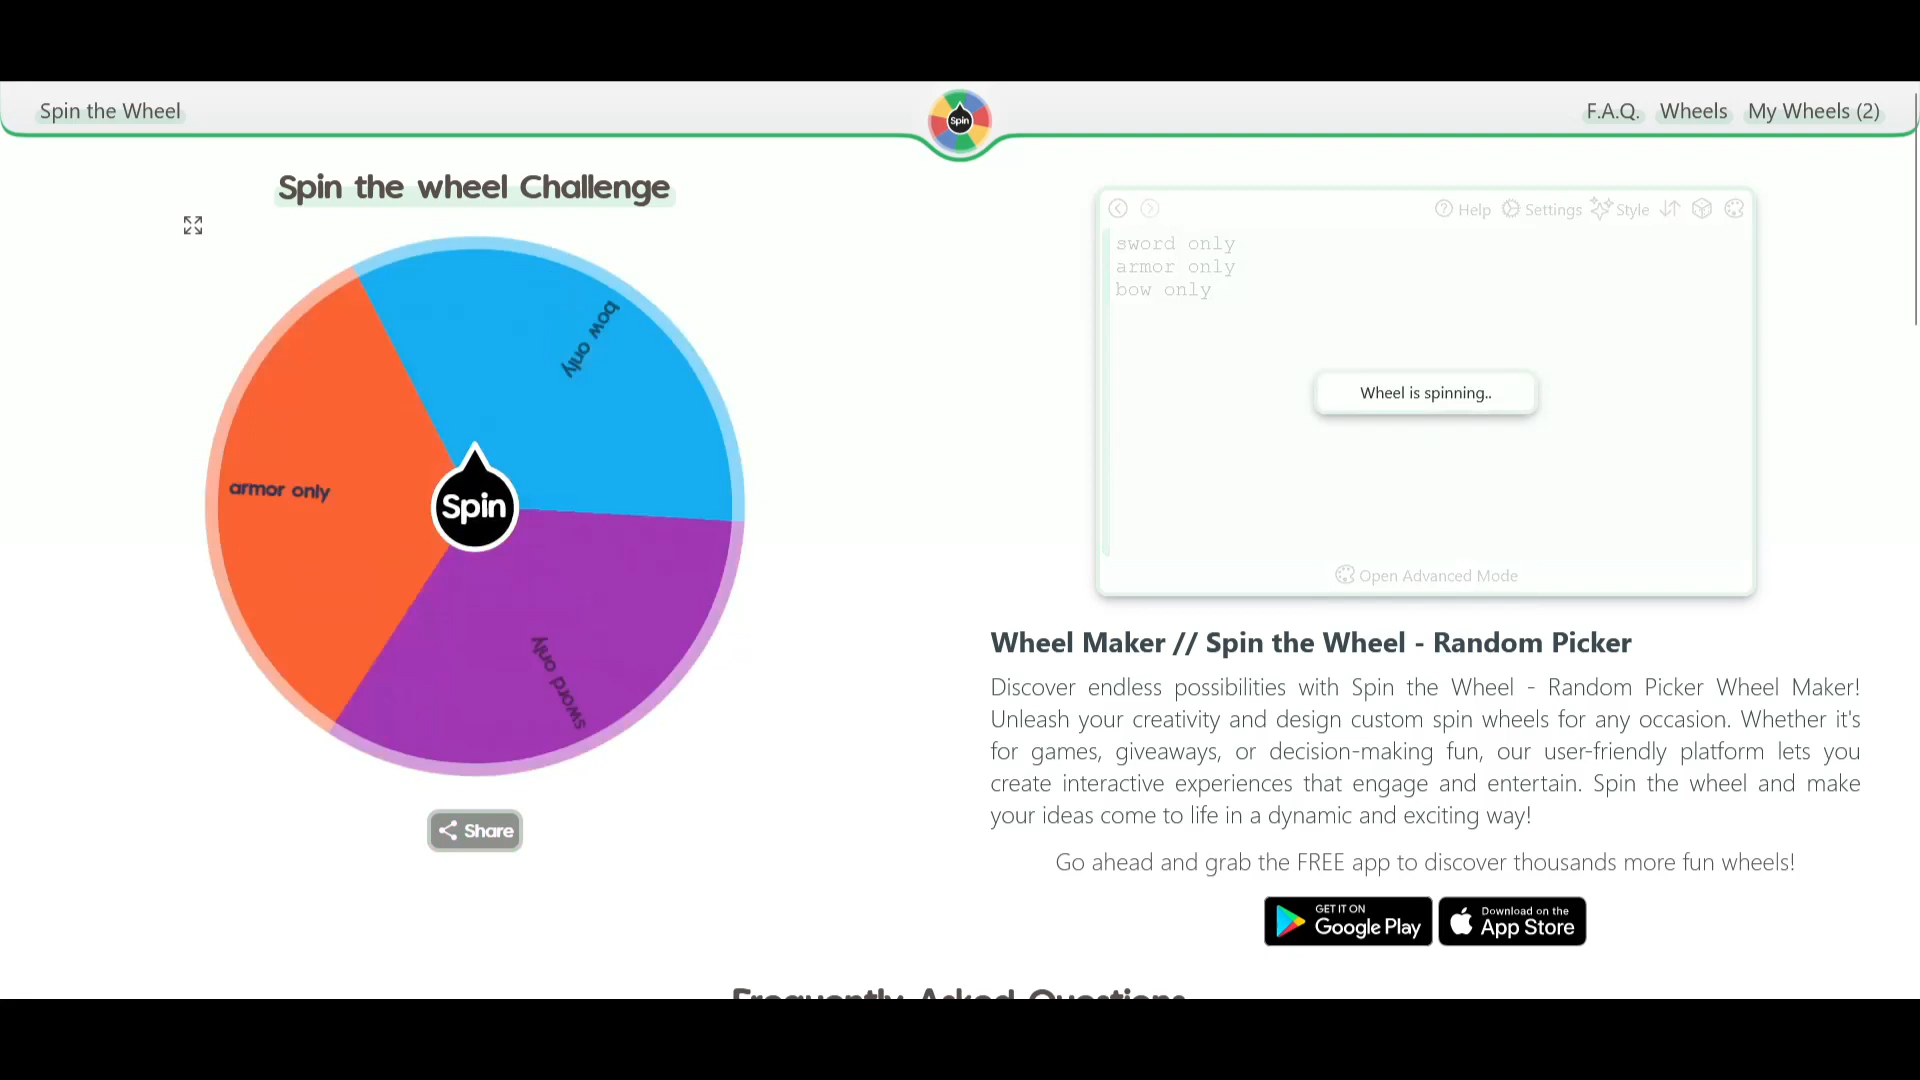 Spin the Wheel
Spin
F.A.Q.
Wheels
My Wheels (2)
Spin the wheel Challenge
bow only
armor only
Spin
sword only
Share
Help
Settings
Style
sword only
armor only
bow only
Wheel is spinning..
Open Advanced Mode
Wheel Maker // Spin the Wheel - Random Picker
Discover endless possibilities with Spin the Wheel - Random Picker Wheel Maker!
Unleash your creativity and design custom spin wheels for any occasion. Whether it's
for games, giveaways, or decision-making fun, our user-friendly platform lets you
create interactive experiences that engage and entertain. Spin the wheel and make
your ideas come to life in a dynamic and exciting way!
Go ahead and grab the FREE app to discover thousands more fun wheels!
GET IT ON
Google Play
Download on the
App Store
Frequently Asked Questions